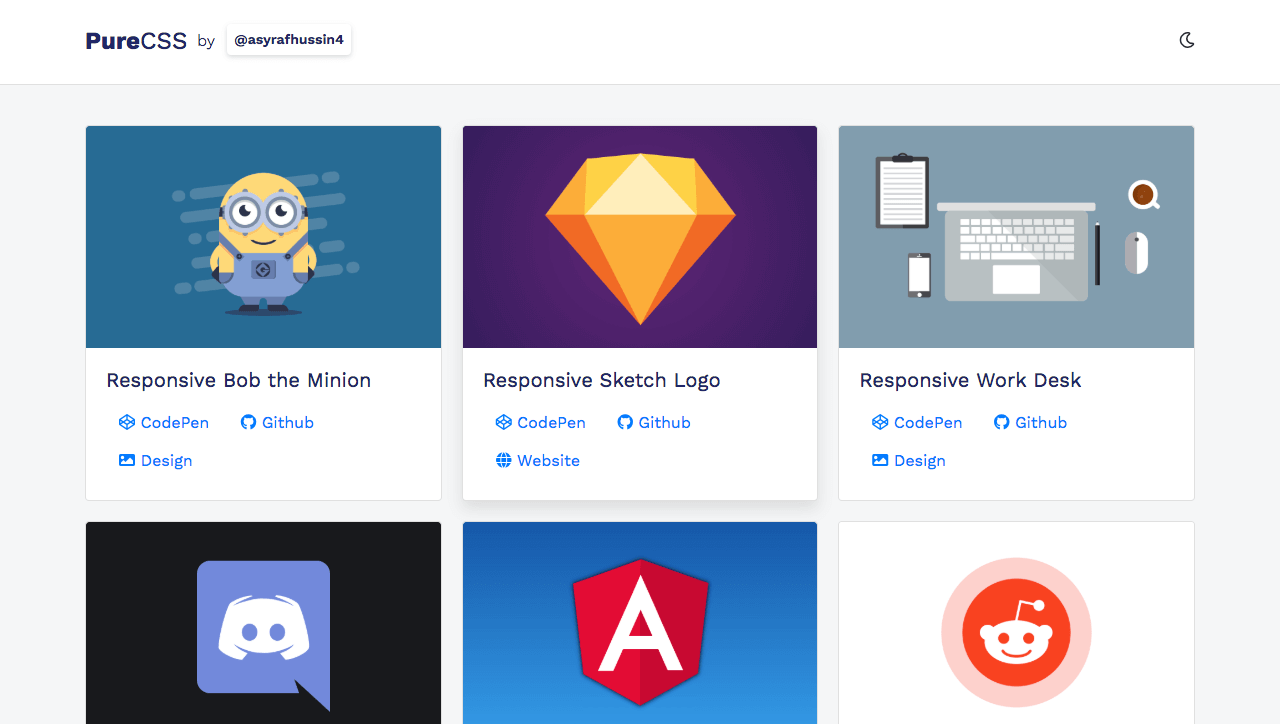 PureCSS by @asyrafhussin4
Responsive Bob the Minion
CodePen Github
Design
Responsive Sketch Logo
CodePen Github
Website
Responsive Work Desk
CodePen Github
Design